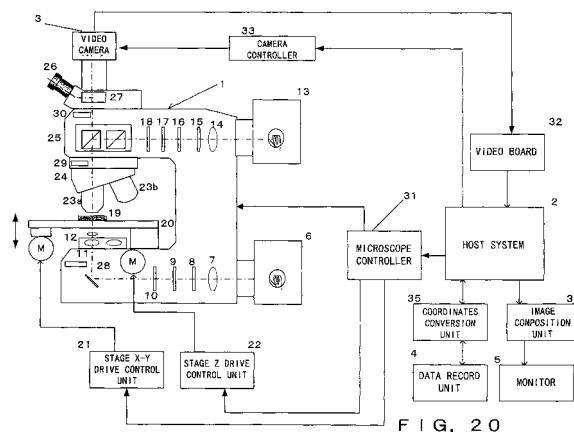 3
VIDEO
CAMERA
33
CAMERA
CONTROLLER
26
27
1
13
30
25
18 17 16 15 14
32
VIDEO BOARD
29
24
23b
23a
19
20
31
2
MICROSCOPE
CONTROLLER
HOST SYSTEM
6
12
M
M
11
28
10
9
8
7
35
COORDINATES
CONVERSION
UNIT
3
IMAGE
COMPOSITION
UNIT
21
STAGE X-Y
DRIVE CONTROL
UNIT
22
STAGE Z DRIVE
CONTROL UNIT
4
DATA RECORD
UNIT
5
MONITOR
FIG. 20